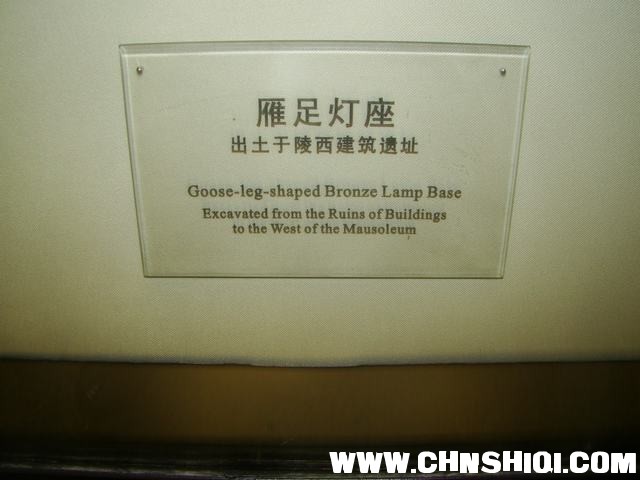 雁足灯座
出土于陵西建筑遗址
Goose-leg-shaped Bronze Lamp Base
Excavated from the Ruins of Buildings
to the West of the Mausoleum
WWW.CHNSHIQI.COM